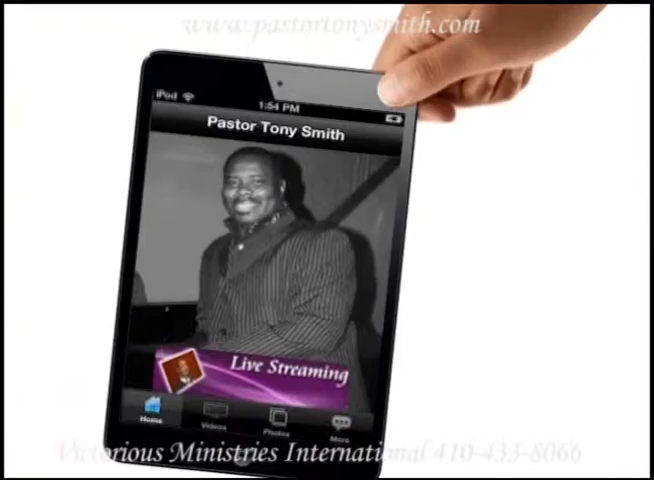 www.pastortonysmith.com
iPod
1:54 PM
Pastor Tony Smith
Live Streaming
Home
Videos
Photos
More
Victorious Ministries International 410-433-8066